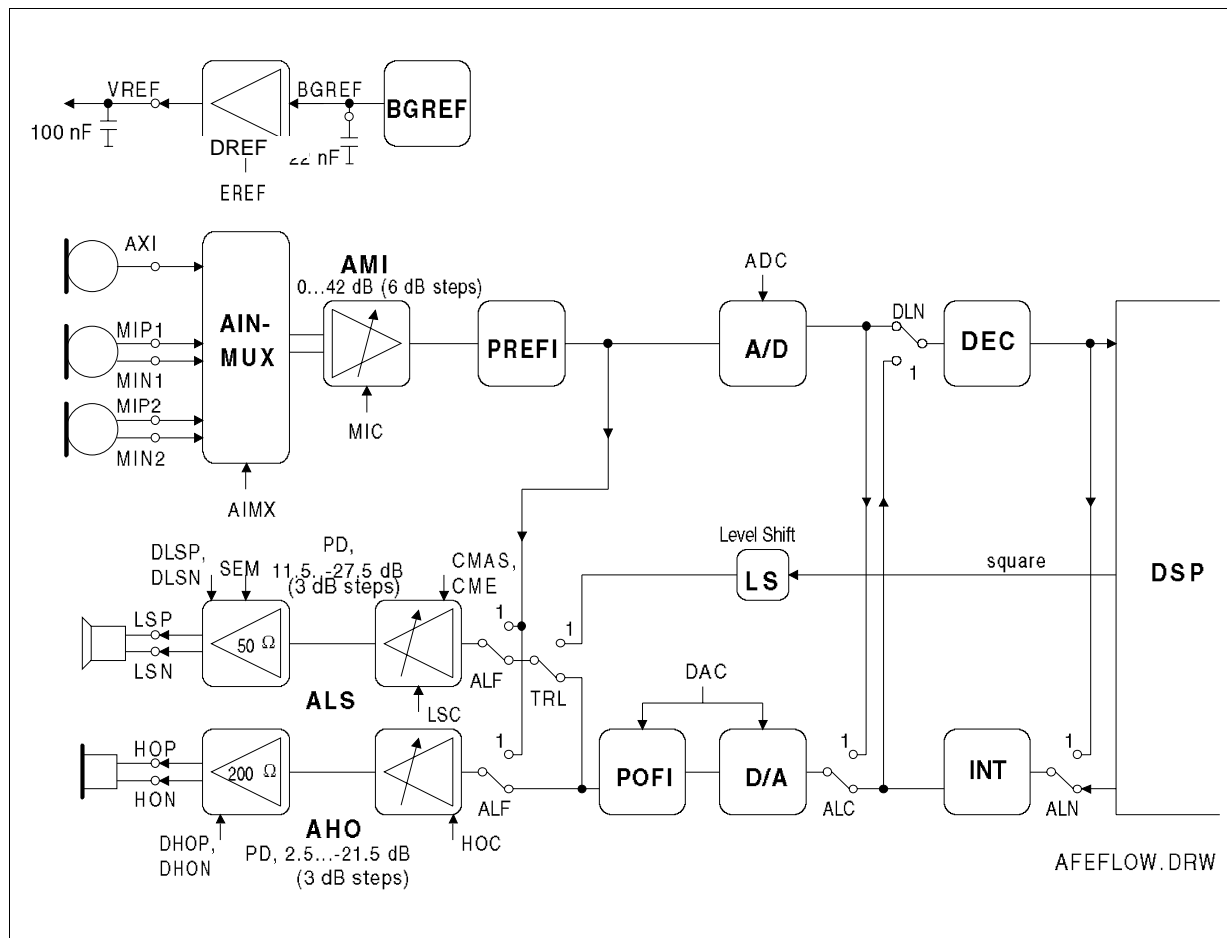 VREF
BGREF
BGREF
100 nF
DREF
nF
EREF
AXI
AMI
0...42 dB (6 dB steps)
ADC
MIP1
AIN-
MUX
PREFI
A/D
DLN
DEC
MIN1
1
MIP2
MIC
MIN2
AIMX
Level Shift
DLSP,
DLSN
SEM
PD,
11.5...-27.5 dB
(3 dB steps)
CMAS,
CME
LS
square
DSP
LSP
50 Ω
1
1
LSN
ALF
TRL
DAC
ALS
LSC
HOP
200 Ω
1
POFI
D/A
1
INT
1
HON
ALF
ALC
ALN
AHO
DHOP,
DHON
PD, 2.5...-21.5 dB
(3 dB steps)
HOC
AFEFLOW.DRW